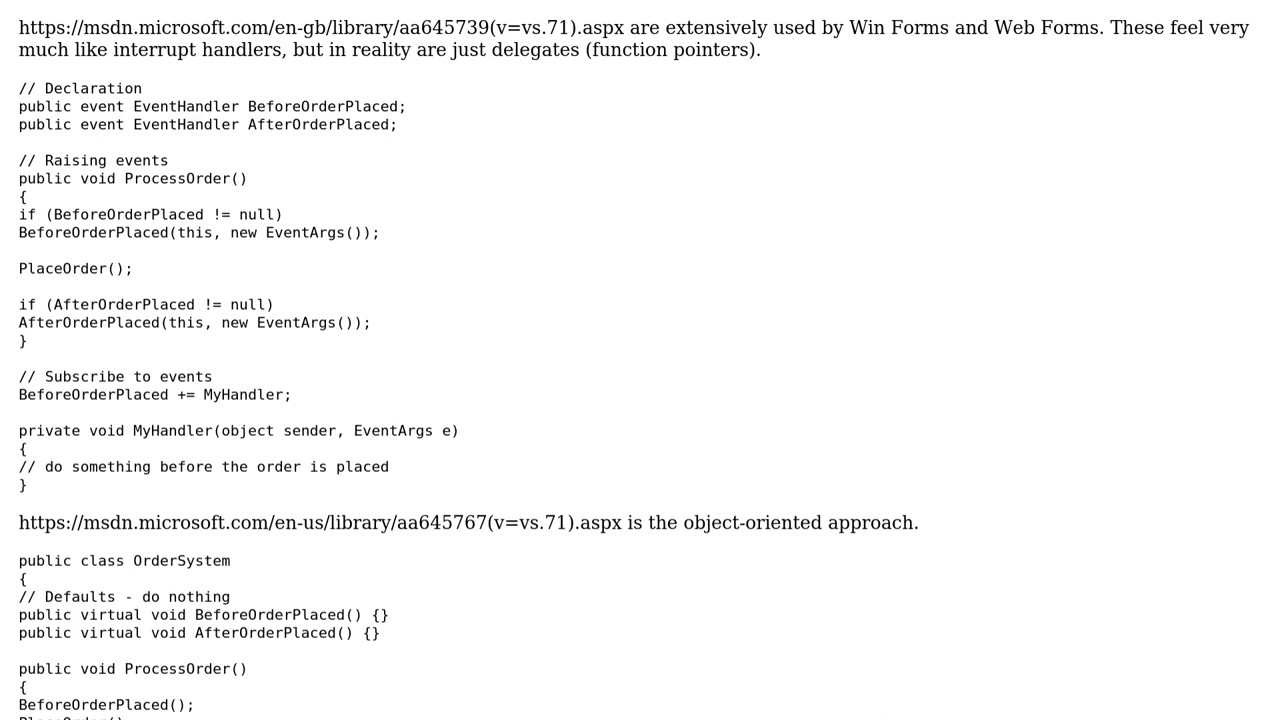 https://msdn.microsoft.com/en-gb/library/aa645739(v=vs.71).aspx are extensively used by Win Forms and Web Forms. These feel very
much like interrupt handlers, but in reality are just delegates (function pointers).
// Declaration
public event EventHandler BeforeOrderPlaced;
public event EventHandler AfterOrderPlaced;
// Raising events
public void ProcessOrder()
{
if (BeforeOrderPlaced != null)
BeforeOrderPlaced(this, new EventArgs());
PlaceOrder();
if (AfterOrderPlaced != null)
AfterOrderPlaced(this, new EventArgs());
}
// Subscribe to events
BeforeOrderPlaced += MyHandler;
private void MyHandler(object sender, EventArgs e)
{
// do something before the order is placed
}
https://msdn.microsoft.com/en-us/library/aa645767(v=vs.71).aspx is the object-oriented approach.
public class OrderSystem
{
// Defaults - do nothing
public virtual void BeforeOrderPlaced() {}
public virtual void AfterOrderPlaced() {}
public void ProcessOrder()
{
BeforeOrderPlaced();